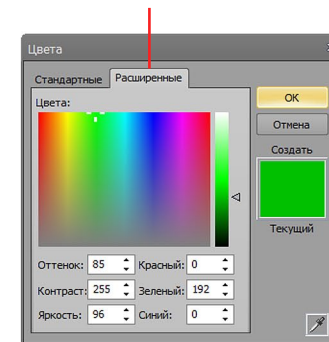 Цвета
Стандартные Расширенные
Цвета:
ОК
Отмена
Создать
Текущий
Оттенок: 85 Красный: 0
Контраст: 255 Зеленый: 192
Яркость: 96 Синий: 0